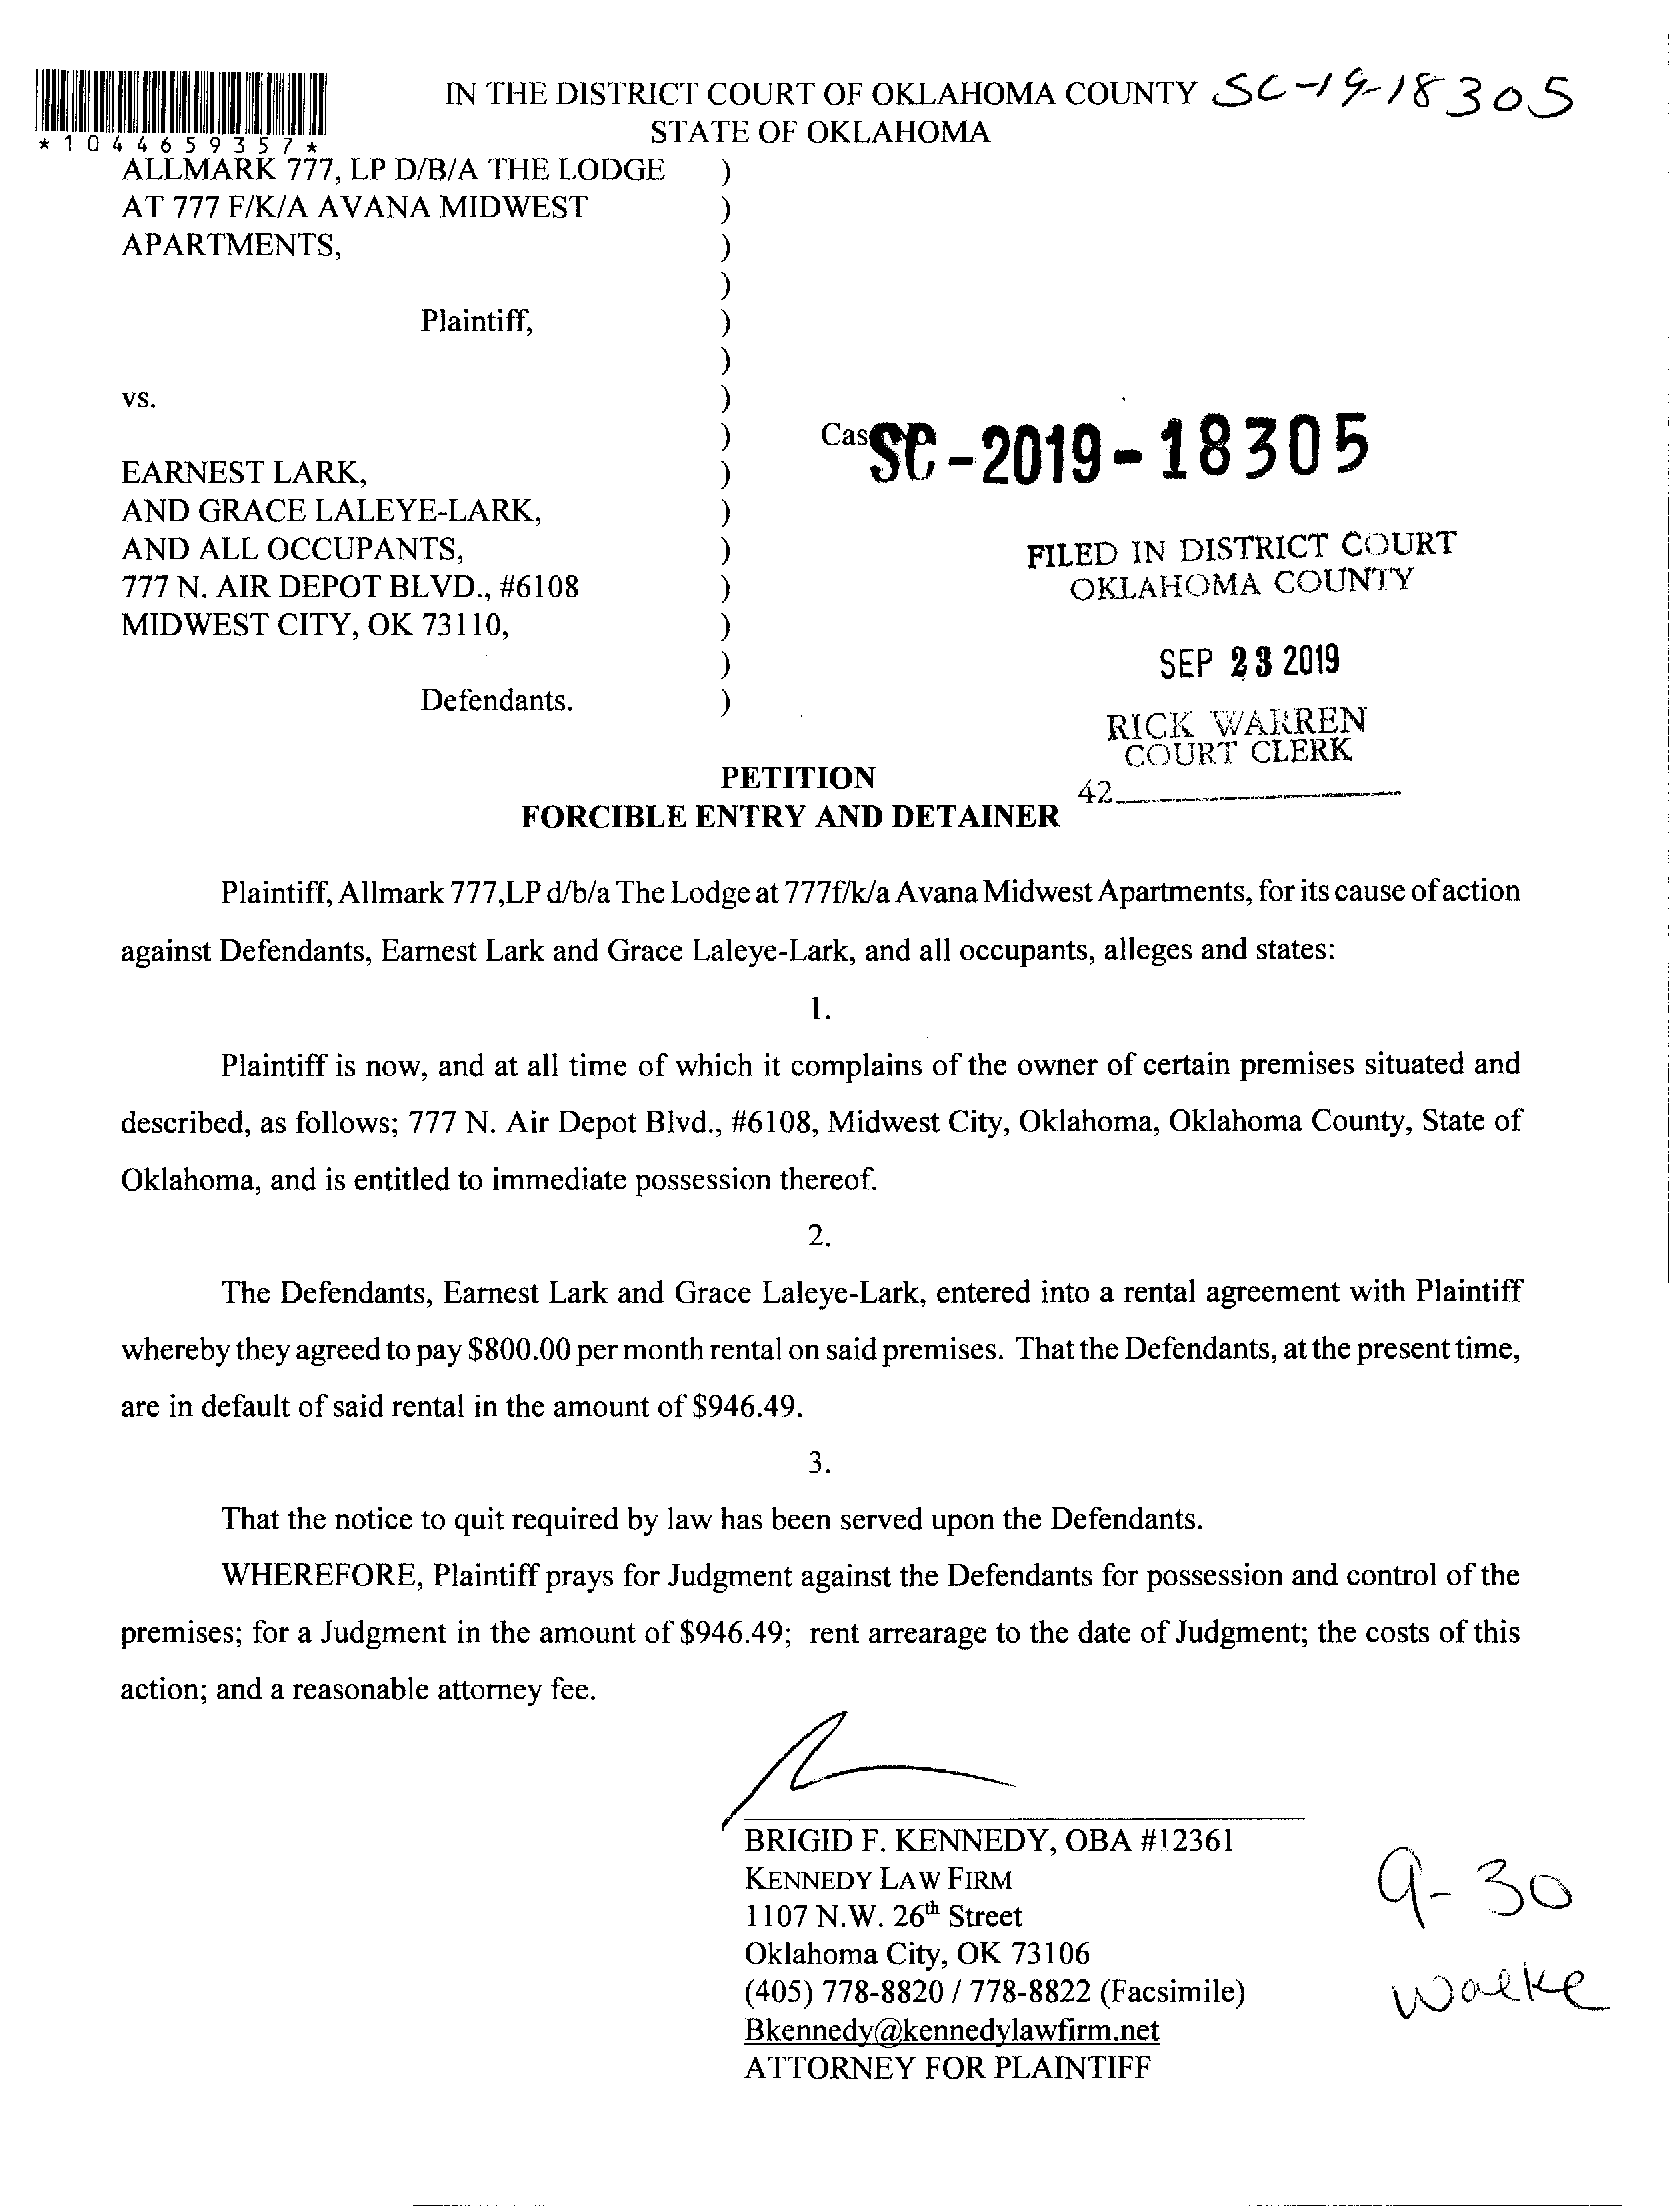 IN THE DISTRICT COURT OF OKLAHOMA COUNTY SC-19-18305
STATE OF OKLAHOMA
*1044659357*
ALLMARK 777, LP D/B/A THE LODGE )
AT 777 F/K/A AVANA MIDWEST )
APARTMENTS, )
)
Plaintiff, )
)
vs. )
) Cas SC-2019-18305
EARNEST LARK, )
AND GRACE LALEYE-LARK, )
AND ALL OCCUPANTS, )
777 N. AIR DEPOT BLVD., #6108 )
MIDWEST CITY, OK 73110, )
)
Defendants. )
FILED IN DISTRICT COURT
OKLAHOMA COUNTY
SEP 23 2019
RICK WARREN
COURT CLERK
42
PETITION
FORCIBLE ENTRY AND DETAINER
Plaintiff, Allmark 777,LP d/b/a The Lodge at 777f/k/a Avana Midwest Apartments, for its cause of action
against Defendants, Earnest Lark and Grace Laleye-Lark, and all occupants, alleges and states:
1.
Plaintiff is now, and at all time of which it complains of the owner of certain premises situated and
described, as follows; 777 N. Air Depot Blvd., #6108, Midwest City, Oklahoma, Oklahoma County, State of
Oklahoma, and is entitled to immediate possession thereof.
2.
The Defendants, Earnest Lark and Grace Laleye-Lark, entered into a rental agreement with Plaintiff
whereby they agreed to pay $800.00 per month rental on said premises. That the Defendants, at the present time,
are in default of said rental in the amount of $946.49.
3.
That the notice to quit required by law has been served upon the Defendants.
WHEREFORE, Plaintiff prays for Judgment against the Defendants for possession and control of the
premises; for a Judgment in the amount of $946.49; rent arrearage to the date of Judgment; the costs of this
action; and a reasonable attorney fee.
BRIGID F. KENNEDY, OBA #12361
KENNEDY LAW FIRM
1107 N.W. 26th Street
Oklahoma City, OK 73106
(405) 778-8820 / 778-8822 (Facsimile)
Bkennedy@kennedylawfirm.net
ATTORNEY FOR PLAINTIFF
9-30